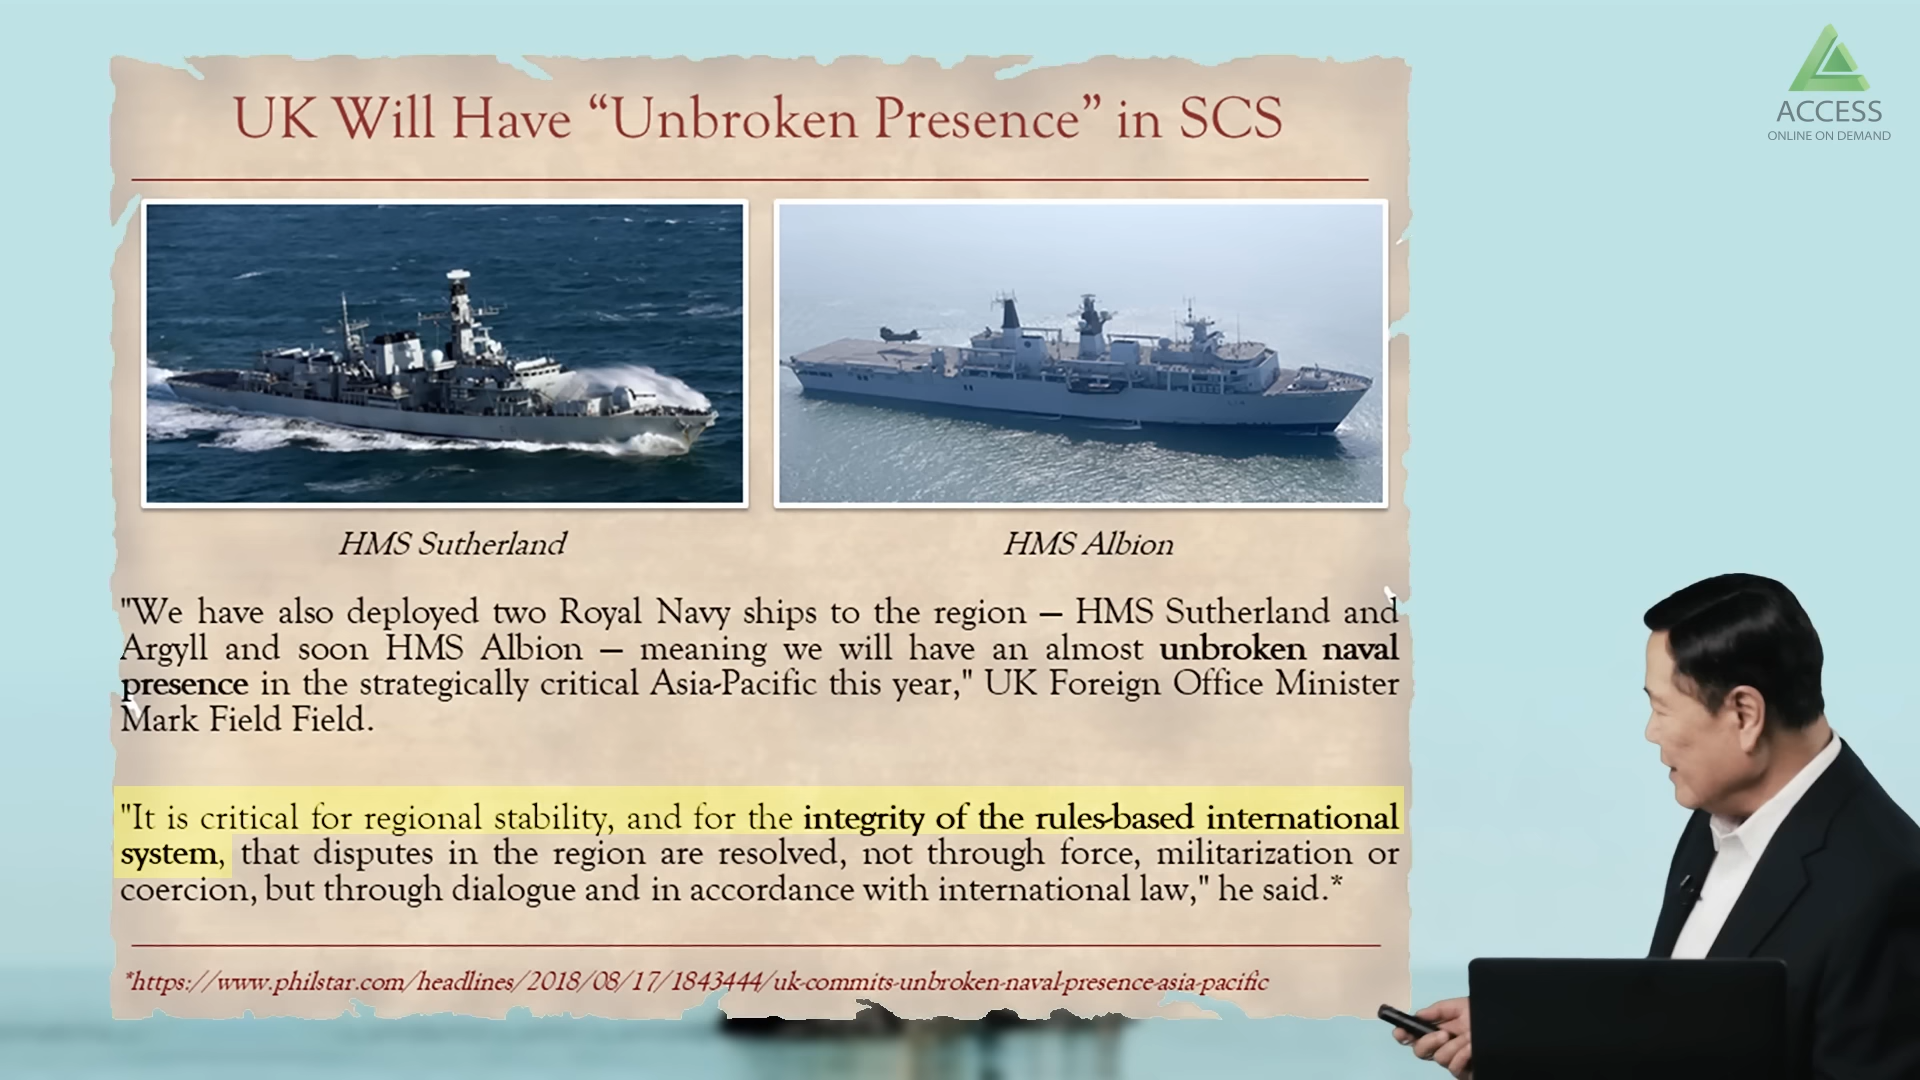 ACCESS
ONLINE ON DEMAND
UK Will Have “Unbroken Presence” in SCS
HMS Sutherland
HMS Albion
"We have also deployed two Royal Navy ships to the region — HMS Sutherland and
Argyll and soon HMS Albion — meaning we will have an almost unbroken naval
presence in the strategically critical Asia-Pacific this year," UK Foreign Office Minister
Mark Field Field.
"It is critical for regional stability, and for the integrity of the rules-based international
system, that disputes in the region are resolved, not through force, militarization or
coercion, but through dialogue and in accordance with international law," he said.*
*https://www.philstar.com/headlines/2018/08/17/1843444/uk-commits-unbroken-naval-presence-asia-pacific